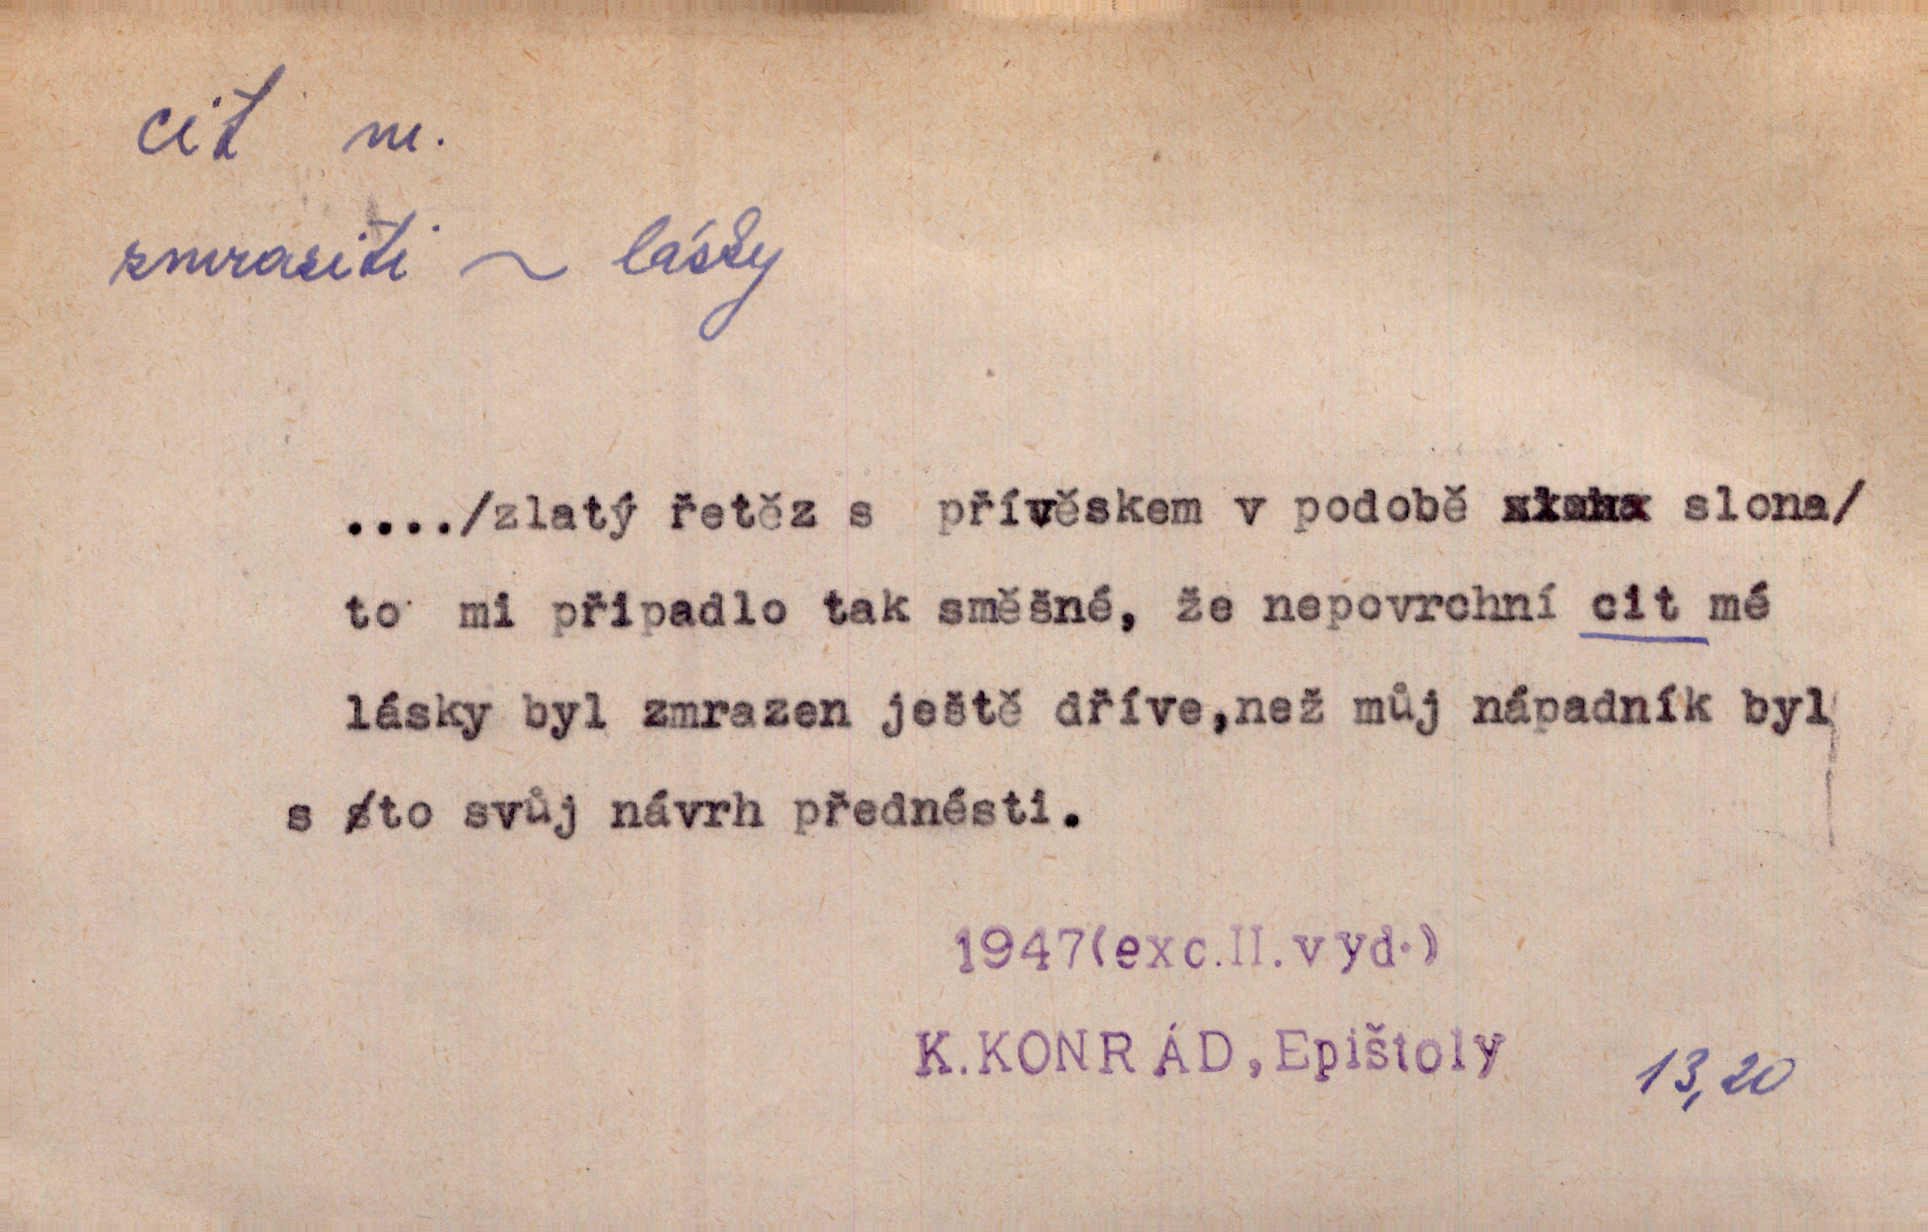 cit m.
zmraziti ~ lásky
..../zlatý řetěz s přívěskem v podobě slona/
to mi připadlo tak směšné, že nepovrchní cit mé
lásky byl zmrazen ještě dříve,než můj nápadník byl
s to svůj návrh přednésti.
1947(exc.II.vyd.)
K.KONRÁD,Epištoly
13,20